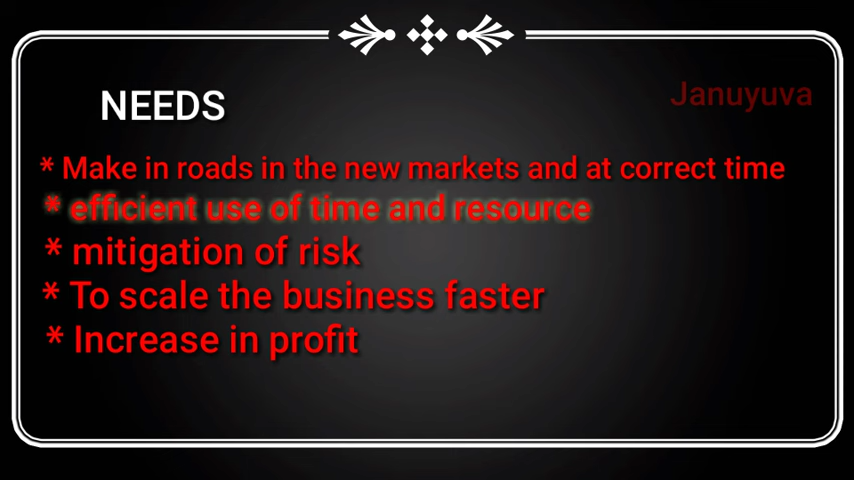 Januyuva
NEEDS
* Make in roads in the new markets and at correct time
* efficient use of time and resource
* mitigation of risk
* To scale the business faster
* Increase in profit